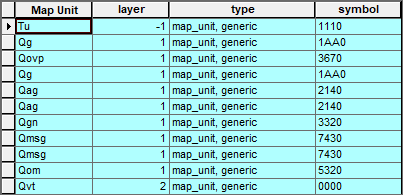 Map Unit layer type symbol
Tu -1 map_unit, generic 1110
Qg 1 map_unit, generic 1AA0
Qovp 1 map_unit, generic 3670
Qg 1 map_unit, generic 1AA0
Qag 1 map_unit, generic 2140
Qag 1 map_unit, generic 2140
Qgn 1 map_unit, generic 3320
Qmsg 1 map_unit, generic 7430
Qmsg 1 map_unit, generic 7430
Qom 1 map_unit, generic 5320
Qvt 2 map_unit, generic 0000